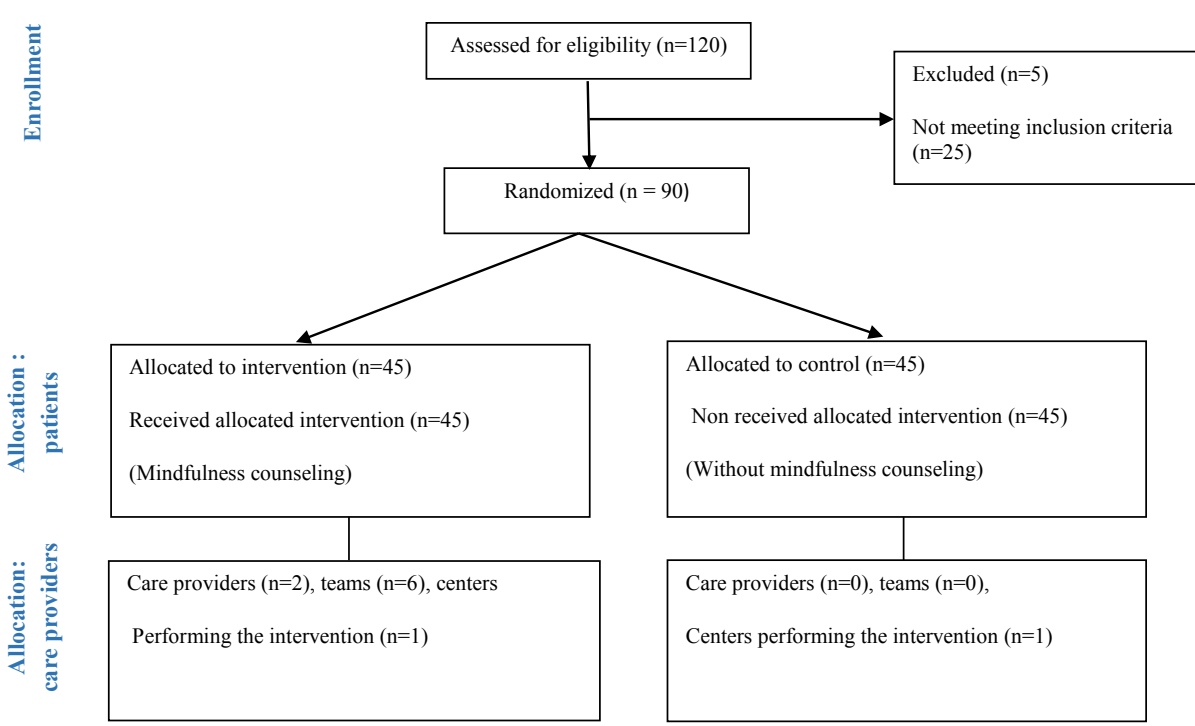 Enrollment
Assessed for eligibility (n=120)
Excluded (n=5)
Not meeting inclusion criteria
(n=25)
Randomized (n = 90)
Allocation :
patients
Allocated to intervention (n=45)
Received allocated intervention (n=45)
(Mindfulness counseling)
Allocated to control (n=45)
Non received allocated intervention (n=45)
(Without mindfulness counseling)
Allocation:
care providers
Care providers (n=2), teams (n=6), centers
Performing the intervention (n=1)
Care providers (n=0), teams (n=0),
Centers performing the intervention (n=1)